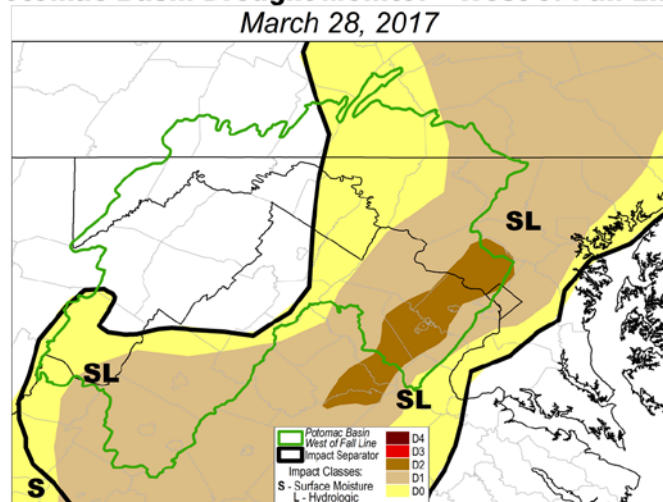 March 28, 2017
SL
SL
SL
S
Potomac Basin
West of Fall Line
Impact Separator
Impact Classes:
S - Surface Moisture
L - Hydrologic
D4
D3
D2
D1
D0